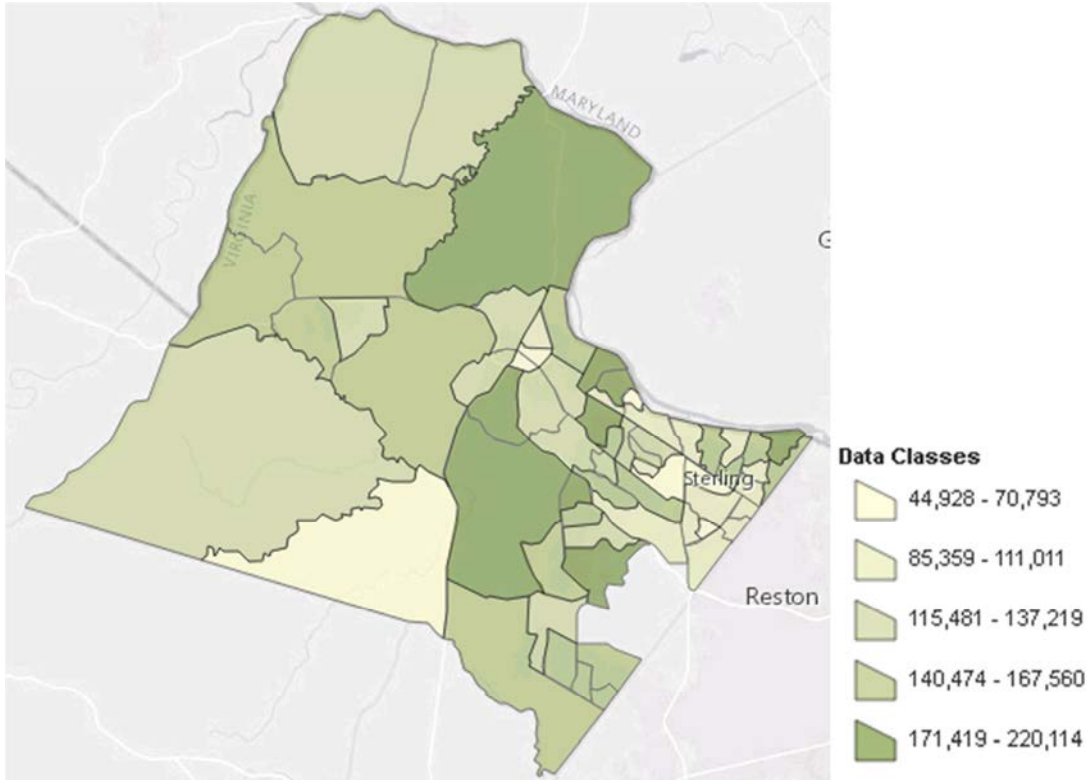 MARYLAND
VIRGINIA
G
Sterling
Reston
Data Classes
44,928 - 70,793
85,359 - 111,011
115,481 - 137,219
140,474 - 167,560
171,419 - 220,114